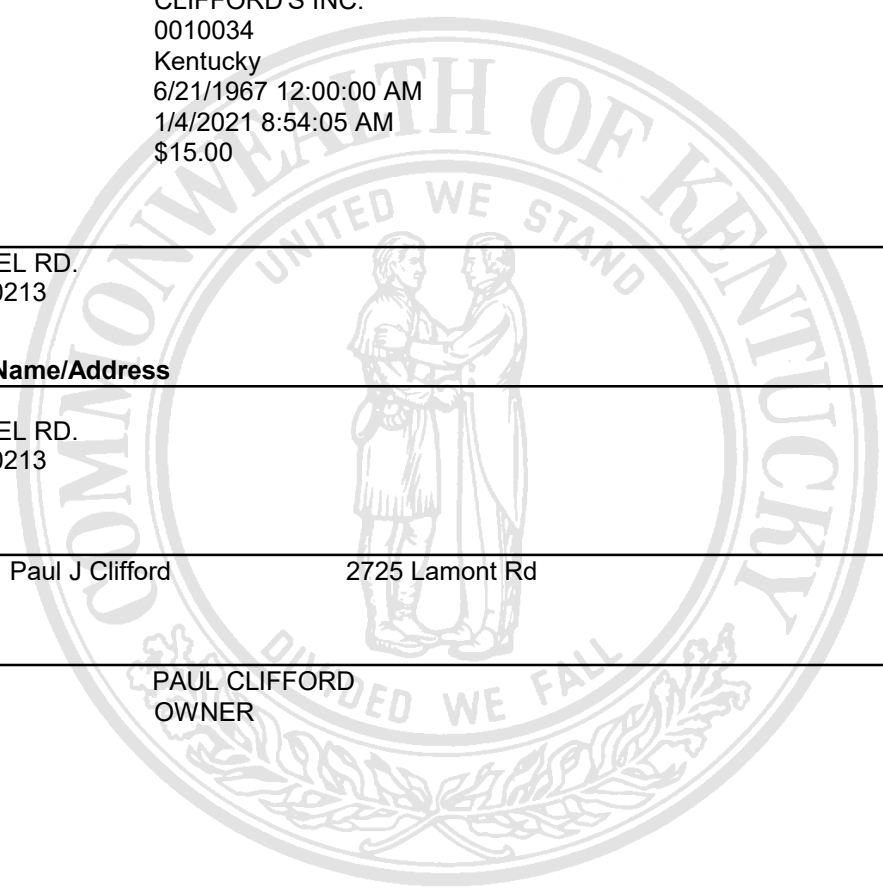 CLIFFORD'S INC.
0010034
Kentucky
6/21/1967 12:00:00 AM
1/4/2021 8:54:05 AM
$15.00
EL RD.
0213
Name/Address
EL RD.
0213
Paul J Clifford 2725 Lamont Rd
PAUL CLIFFORD
OWNER
COMMONWEALTH OF KENTUCKY
UNITED WE STAND
DIVIDED WE FALL